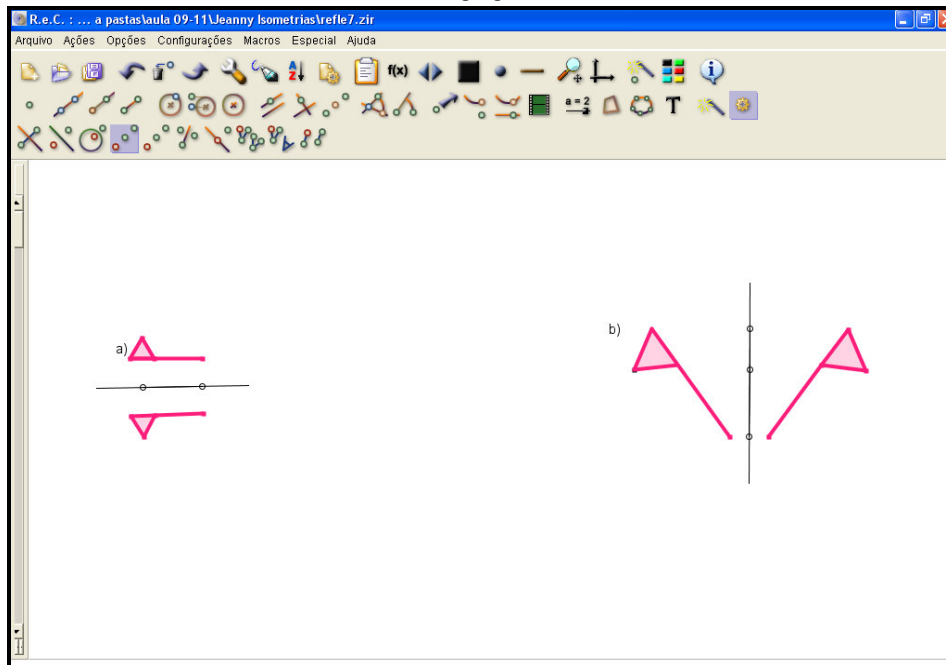 R.e.C. : ... a pastas\aula 09-11\Jeanny Isometrias\refle7.zir
Arquivo Ações Opções Configurações Macros Especial Ajuda
f(x)
a = 2
T
a)
b)